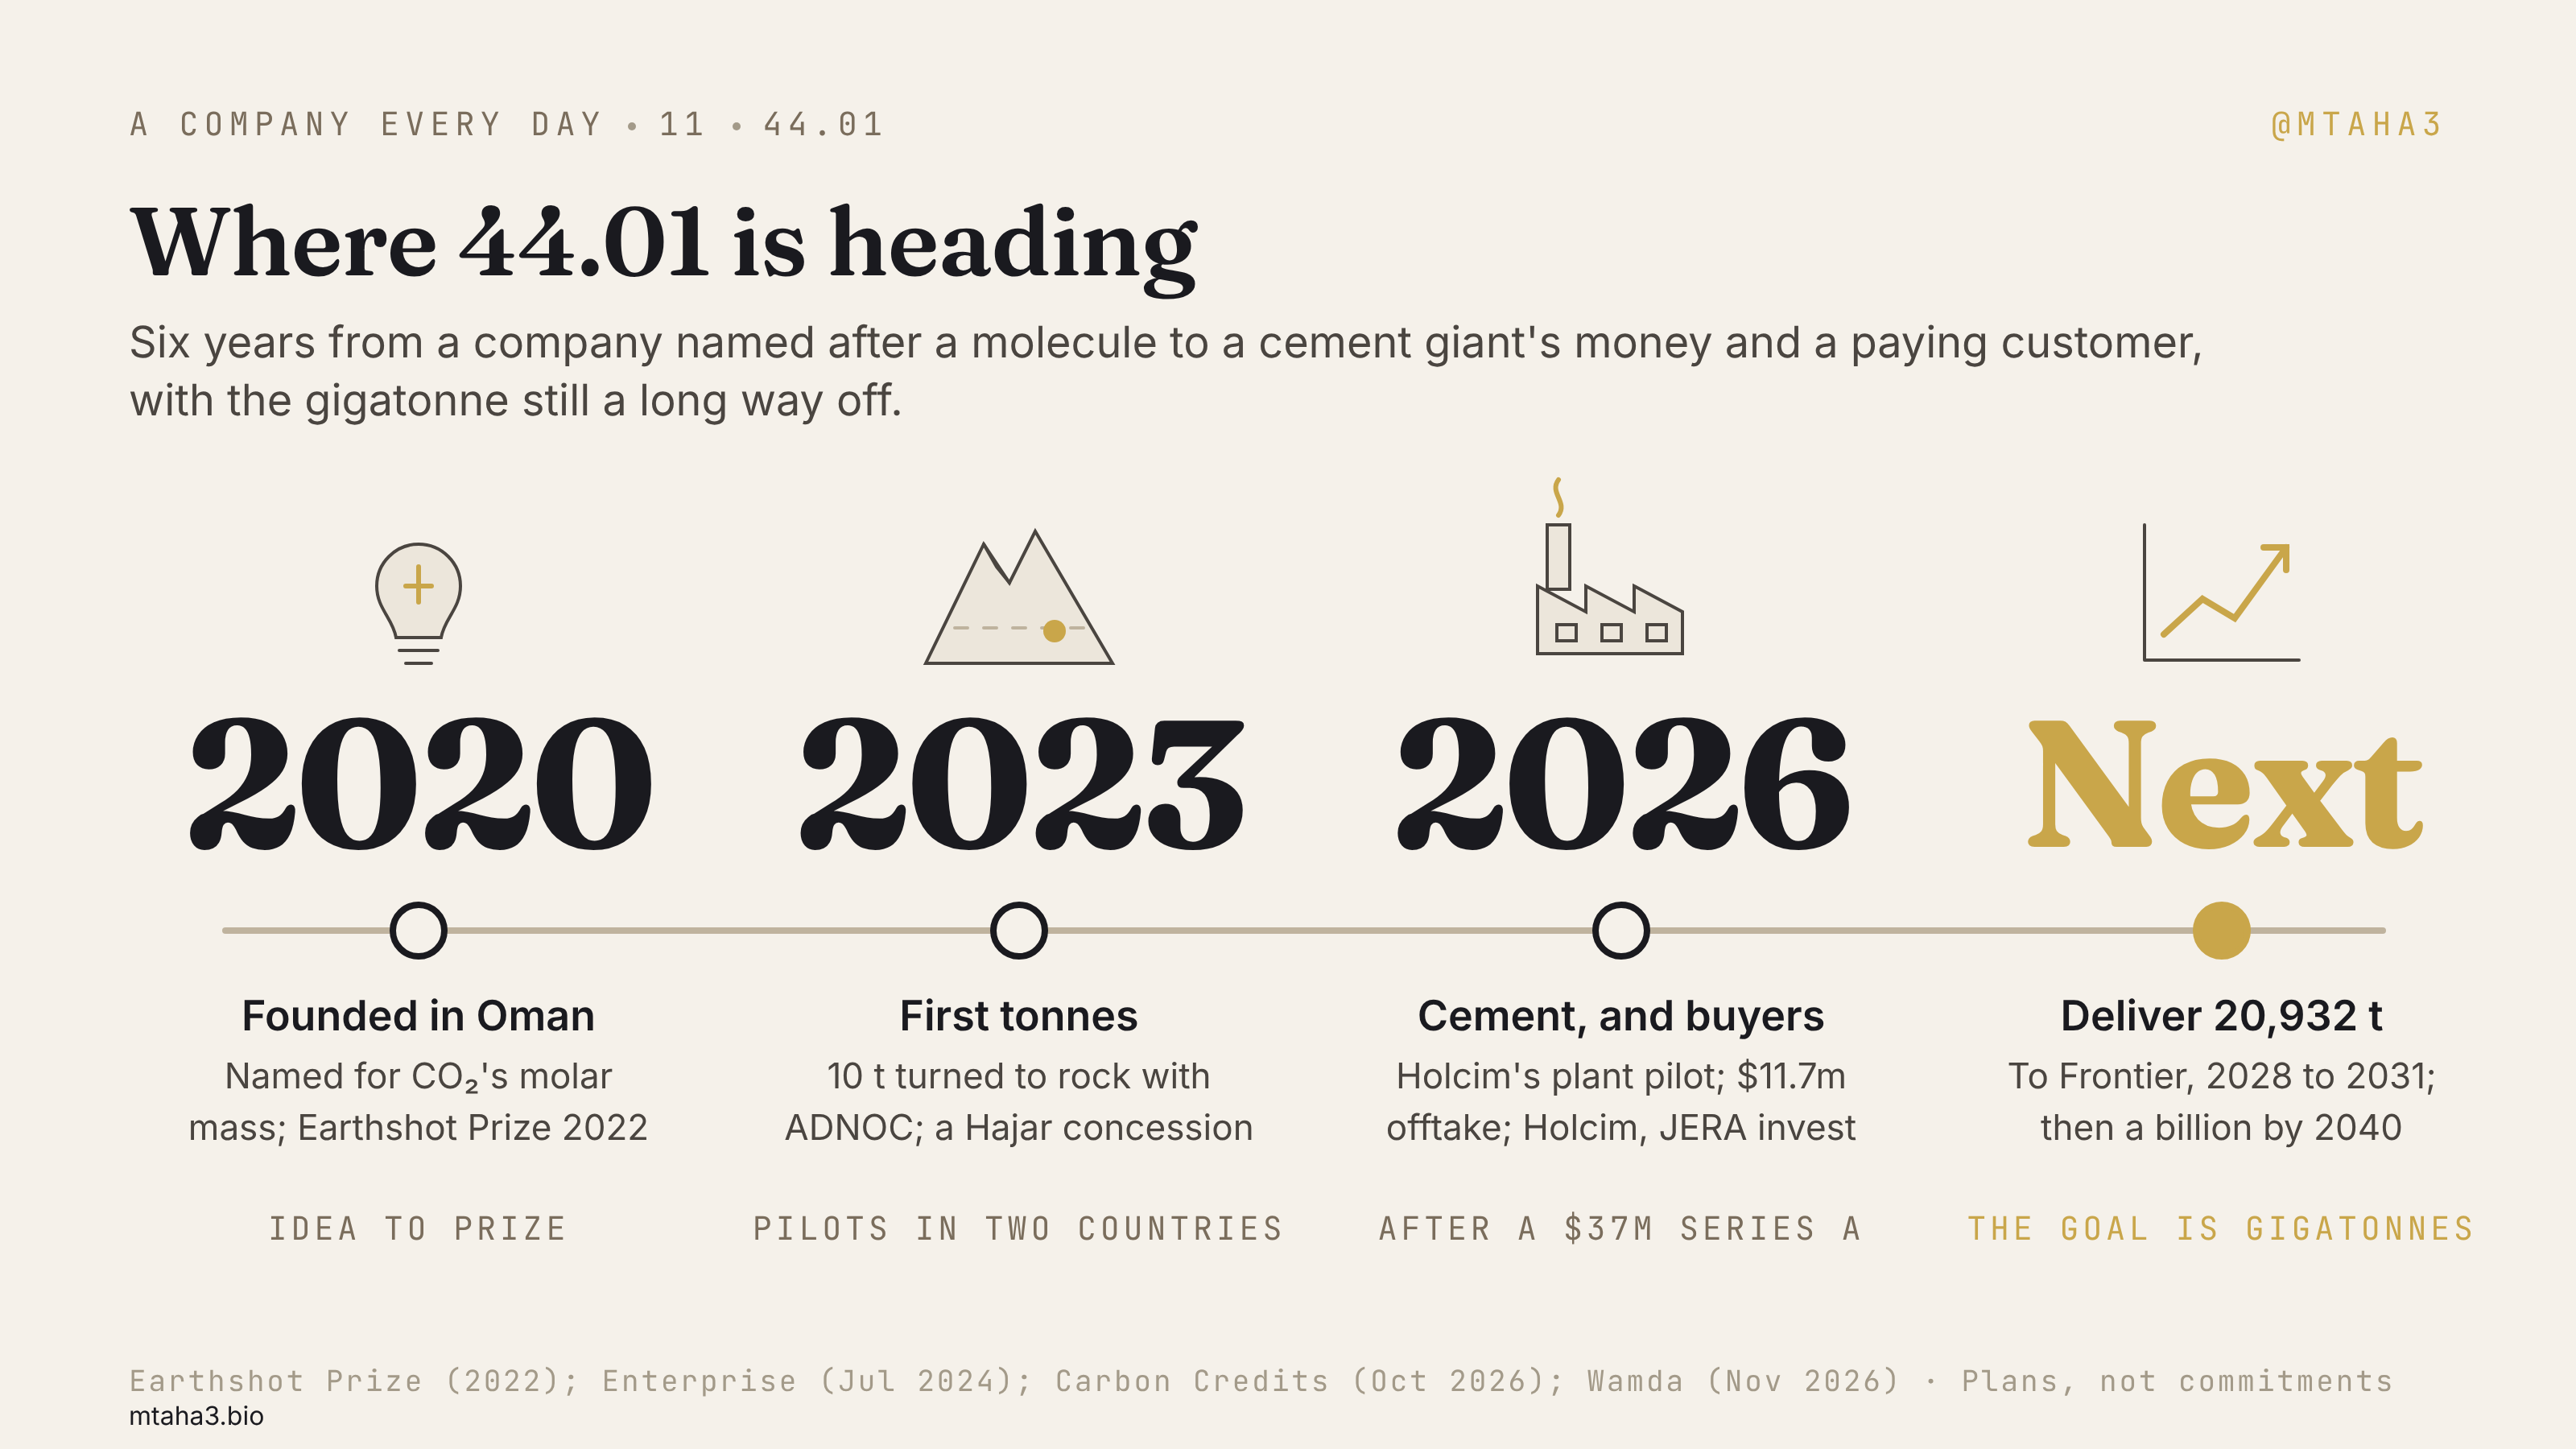 A COMPANY EVERY DAY • 11 • 44.01
@MTAHA3
Where 44.01 is heading
Six years from a company named after a molecule to a cement giant's money and a paying customer,
with the gigatonne still a long way off.
2020
2023
2026
Next
Founded in Oman
Named for CO₂'s molar
mass; Earthshot Prize 2022
IDEA TO PRIZE
First tonnes
10 t turned to rock with
ADNOC; a Hajar concession
PILOTS IN TWO COUNTRIES
Cement, and buyers
Holcim's plant pilot; $11.7m
offtake; Holcim, JERA invest
AFTER A $37M SERIES A
Deliver 20,932 t
To Frontier, 2028 to 2031;
then a billion by 2040
THE GOAL IS GIGATONNES
Earthshot Prize (2022); Enterprise (Jul 2024); Carbon Credits (Oct 2026); Wamda (Nov 2026) · Plans, not commitments
mtaha3.bio